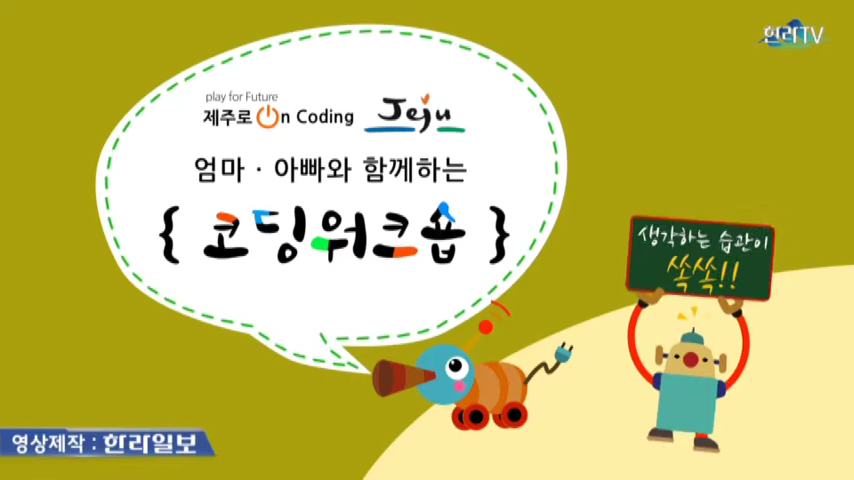 한라TV
play for Future
제주로 On Coding Jeju
엄마 · 아빠와 함께하는
{ 코딩워크숍 }
생각하는 습관이
쏙쏙!!
영상제작 : 한라일보